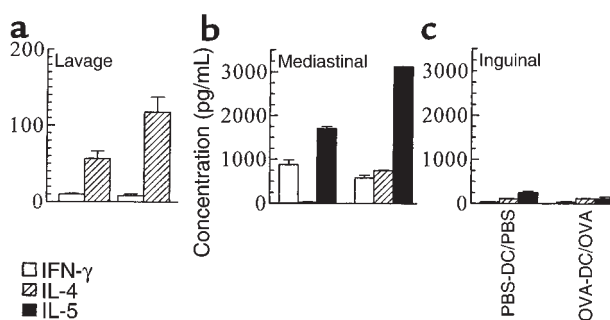 a
Lavage
200
100
0
b
Mediastinal
Concentration (pg/mL)
3000
2000
1000
0
c
Inguinal
3000
2000
1000
0
PBS-DC/PBS
OVA-DC/OVA
IFN-γ
IL-4
IL-5